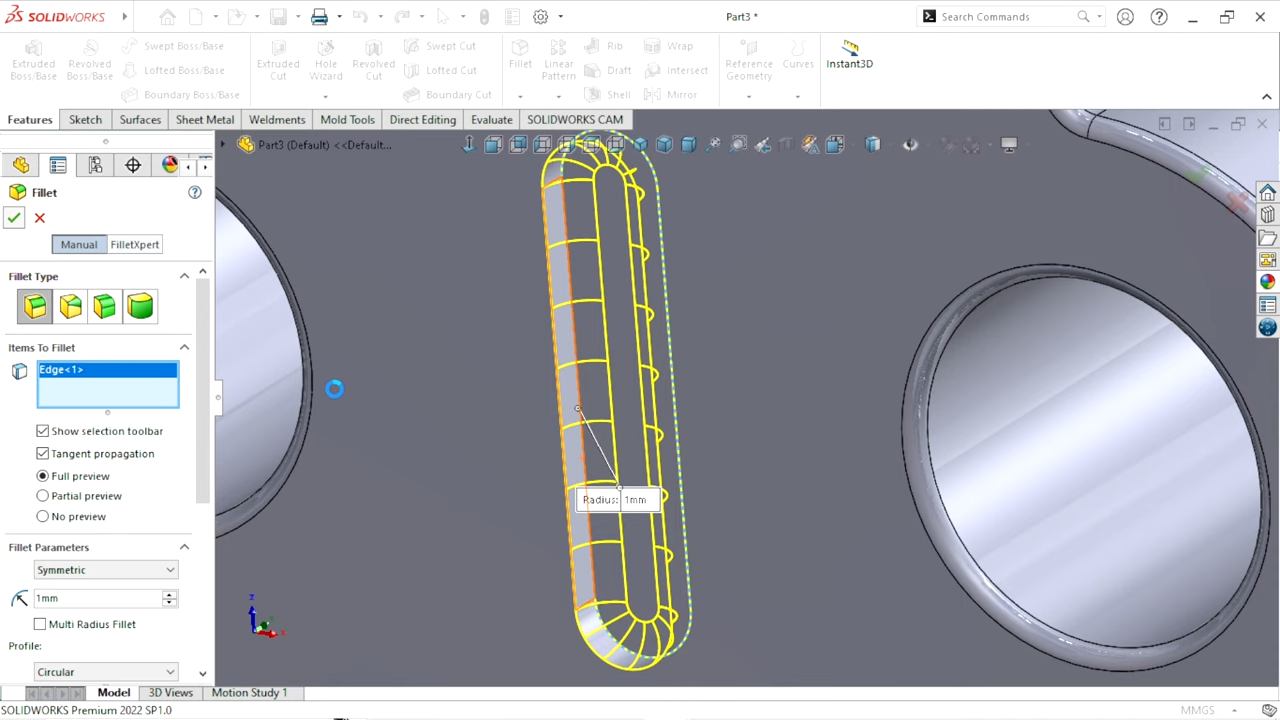 SOLIDWORKS
Part3 *
Search Commands
Extruded Boss/Base
Revolved Boss/Base
Swept Boss/Base
Lofted Boss/Base
Boundary Boss/Base
Extruded Cut
Hole Wizard
Revolved Cut
Swept Cut
Lofted Cut
Boundary Cut
Fillet
Linear Pattern
Rib
Draft
Shell
Wrap
Intersect
Mirror
Reference Geometry
Curves
Instant3D
Features Sketch Surfaces Sheet Metal Mold Tools Direct Editing Evaluate SOLIDWORKS CAM
Part3 (Default) <<Default...
Fillet
Manual FilletXpert
Fillet Type
Items To Fillet
Edge<1>
Show selection toolbar
Tangent propagation
Full preview
Partial preview
No preview
Fillet Parameters
Symmetric
1mm
Multi Radius Fillet
Profile:
Circular
Radius: 1mm
Z
X
Model 3D Views Motion Study 1
SOLIDWORKS Premium 2022 SP1.0
MMGS